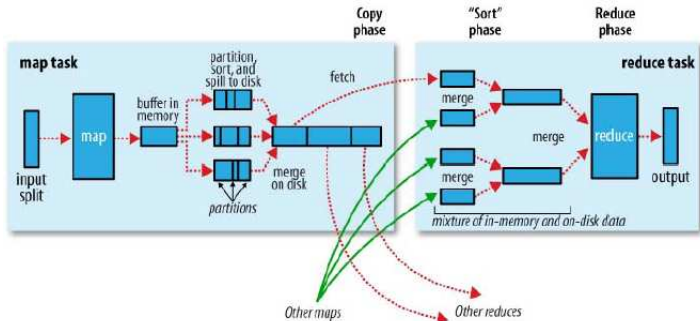 Copy
phase
“Sort”
phase
Reduce
phase
map task
partition,
sort, and
spill to disk
fetch
reduce task
buffer in
memory
map
merge
merge
reduce
input
split
merge
on disk
merge
output
partitions
mixture of in-memory and on-disk data
Other maps
Other reduces